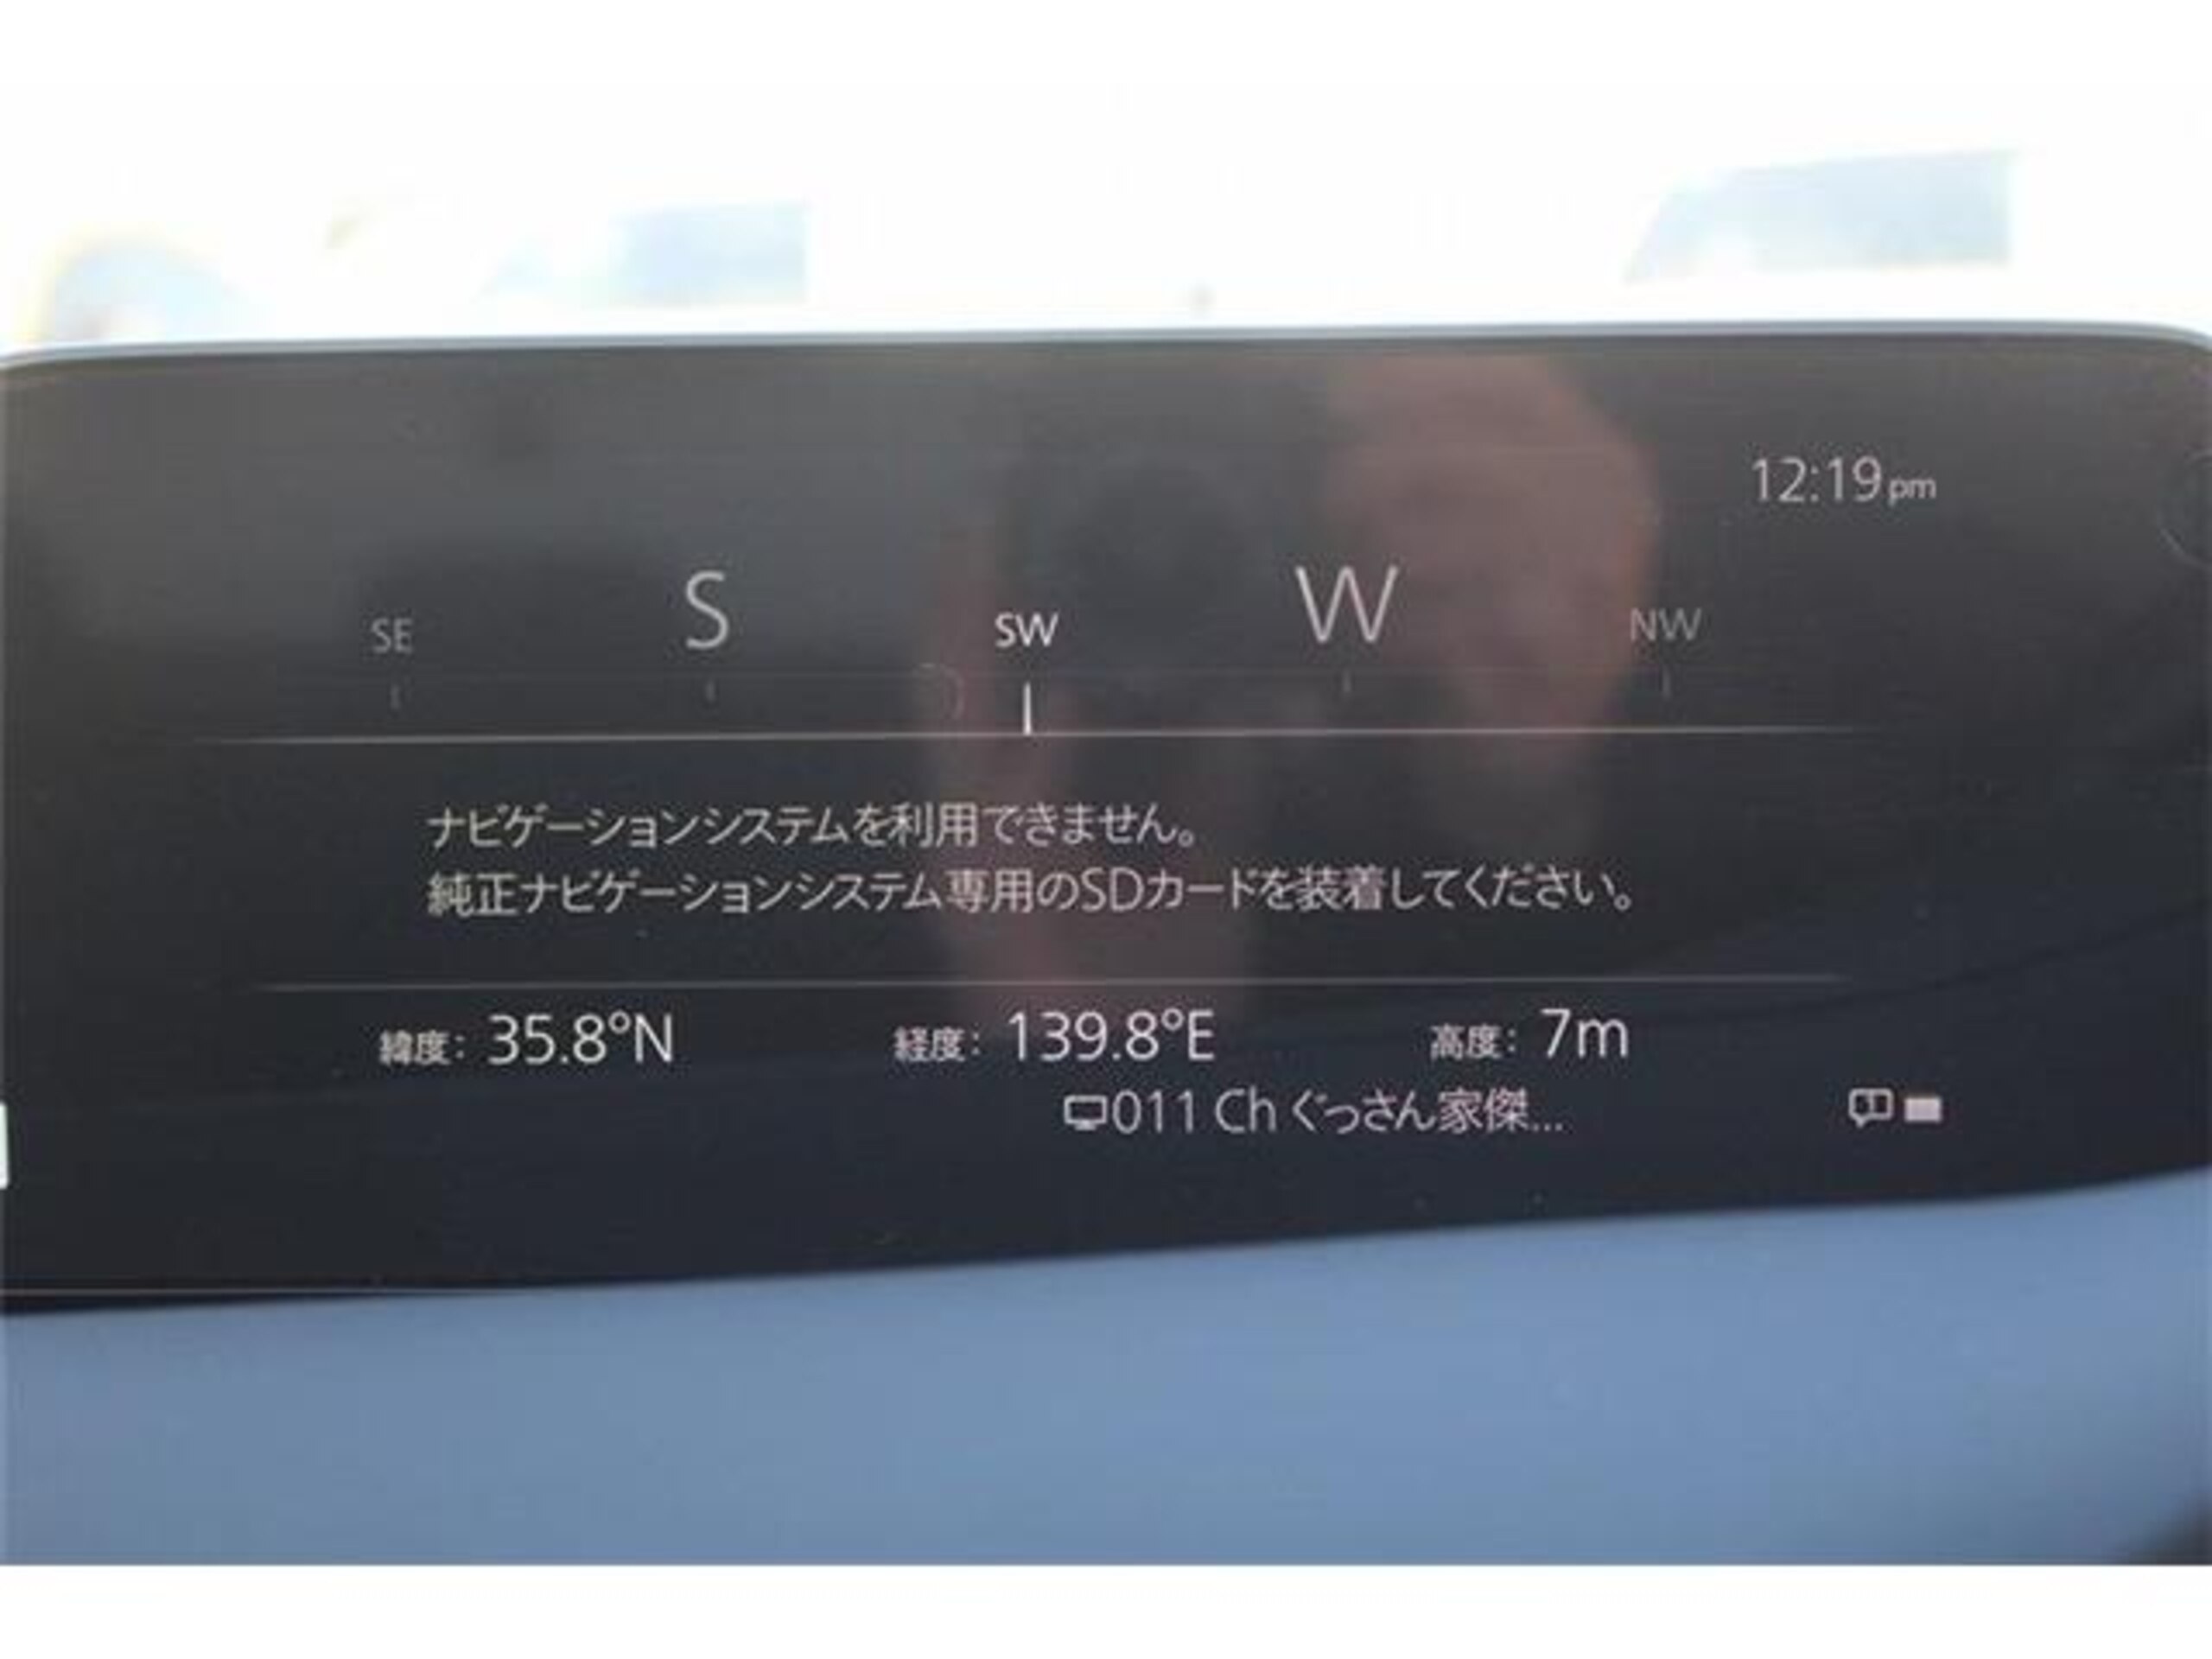 12:19pm
SE S SW W NW
ナビゲーションシステムを利用できません。
純正ナビゲーションシステム専用のSDカードを装着してください。
緯度: 35.8°N 経度: 139.8°E 高度: 7m
011 Ch ぐっさん家傑...